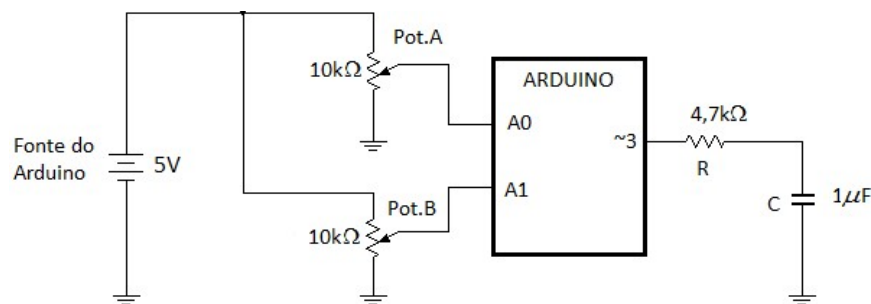 Pot.A
10kΩ
ARDUINO
4,7kΩ
A0
~3
R
Fonte do
Arduino
5V
A1
C
1µF
Pot.B
10kΩ